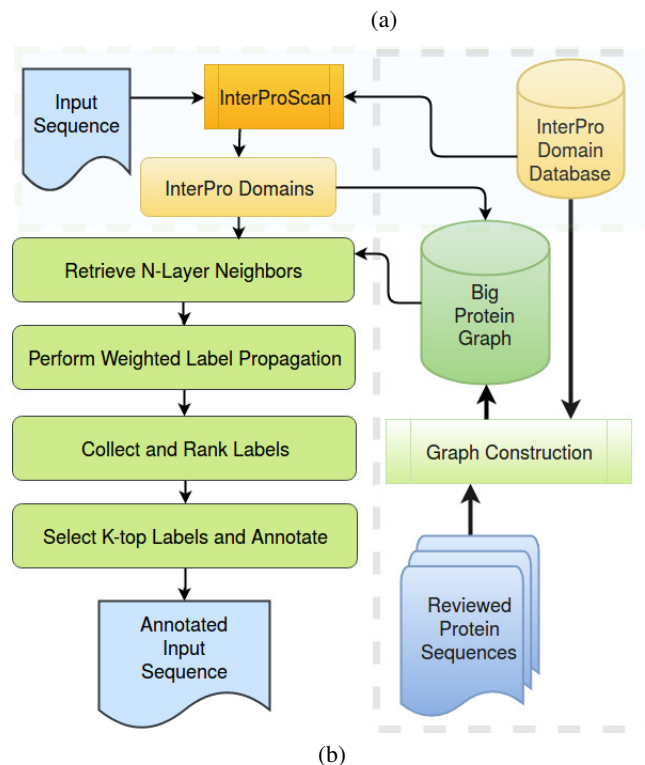 (a)
Input
Sequence
InterProScan
InterPro
Domain
Database
InterPro Domains
Retrieve N-Layer Neighbors
Big
Protein
Graph
Perform Weighted Label Propagation
Collect and Rank Labels
Graph Construction
Select K-top Labels and Annotate
Reviewed
Protein
Sequences
Annotated
Input
Sequence
(b)